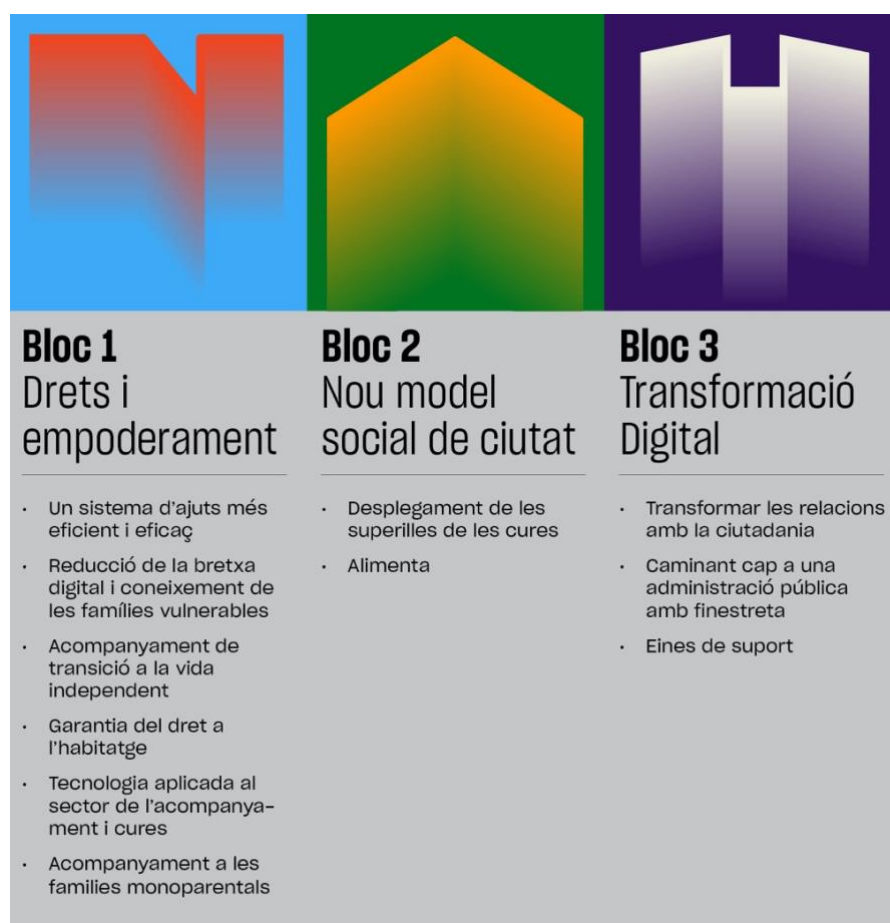 Bloc 1
Drets i
empoderament
· Un sistema d'ajuts més
eficient i eficaç
· Reducció de la bretxa
digital i coneixement de
les famílies vulnerables
· Acompanyament de
transició a la vida
independent
· Garantia del dret a
l'habitatge
· Tecnologia aplicada al
sector de l'acompanya-
ment i cures
· Acompanyament a les
families monoparentals
Bloc 2
Nou model
social de ciutat
· Desplegament de les
superilles de les cures
· Alimenta
Bloc 3
Transformació
Digital
· Transformar les relacions
amb la ciutadania
· Caminant cap a una
administració pública
amb finestreta
· Eines de suport